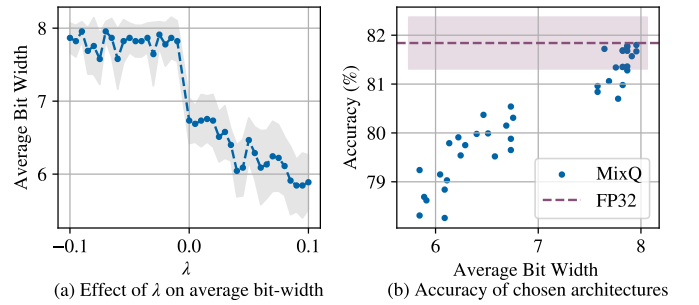 8
7
6
Average Bit Width
−0.1
0.0
0.1
λ
(a) Effect of λ on average bit-width
82
81
80
79
Accuracy (%)
MixQ
FP32
6
7
8
Average Bit Width
(b) Accuracy of chosen architectures